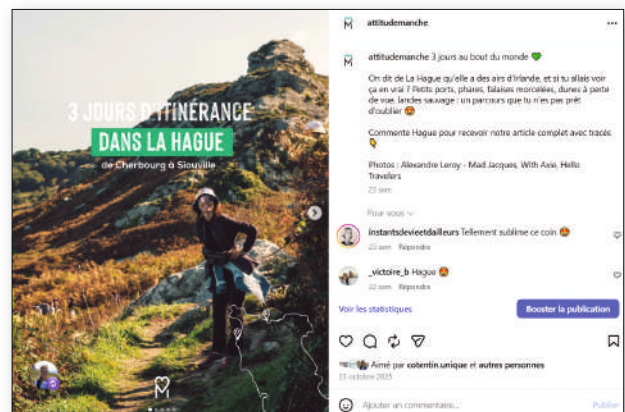 3 JOURS D'ITINÉRANCE
DANS LA HAGUE
de Cherbourg à Siouville
attitudemanche
attitudemanche 3 jours au bout du monde 💚
On dit de La Hague qu'elle a des airs d'Irlande, et si tu allais voir
ça en vrai ? Petits ports, phares, falaises morcelées, dunes à perte
de vue, landes sauvage : un parcours que tu n'es pas prêt
d'oublier 🤩
Commente Hague pour recevoir notre article complet avec tracés
👇
Photos : Alexandre Leroy - Mad Jacques, With Axie, Hello
Travelers
23 sem
Pour vous
instantsdevieetdailleurs Tellement sublime ce coin 😍
22 sem Répondre
_victoire_b Hague 😍
22 sem Répondre
Voir les statistiques
Booster la publication
Aimé par cotentin.unique et autres personnes
octobre 2025
Ajouter un commentaire...
Publier